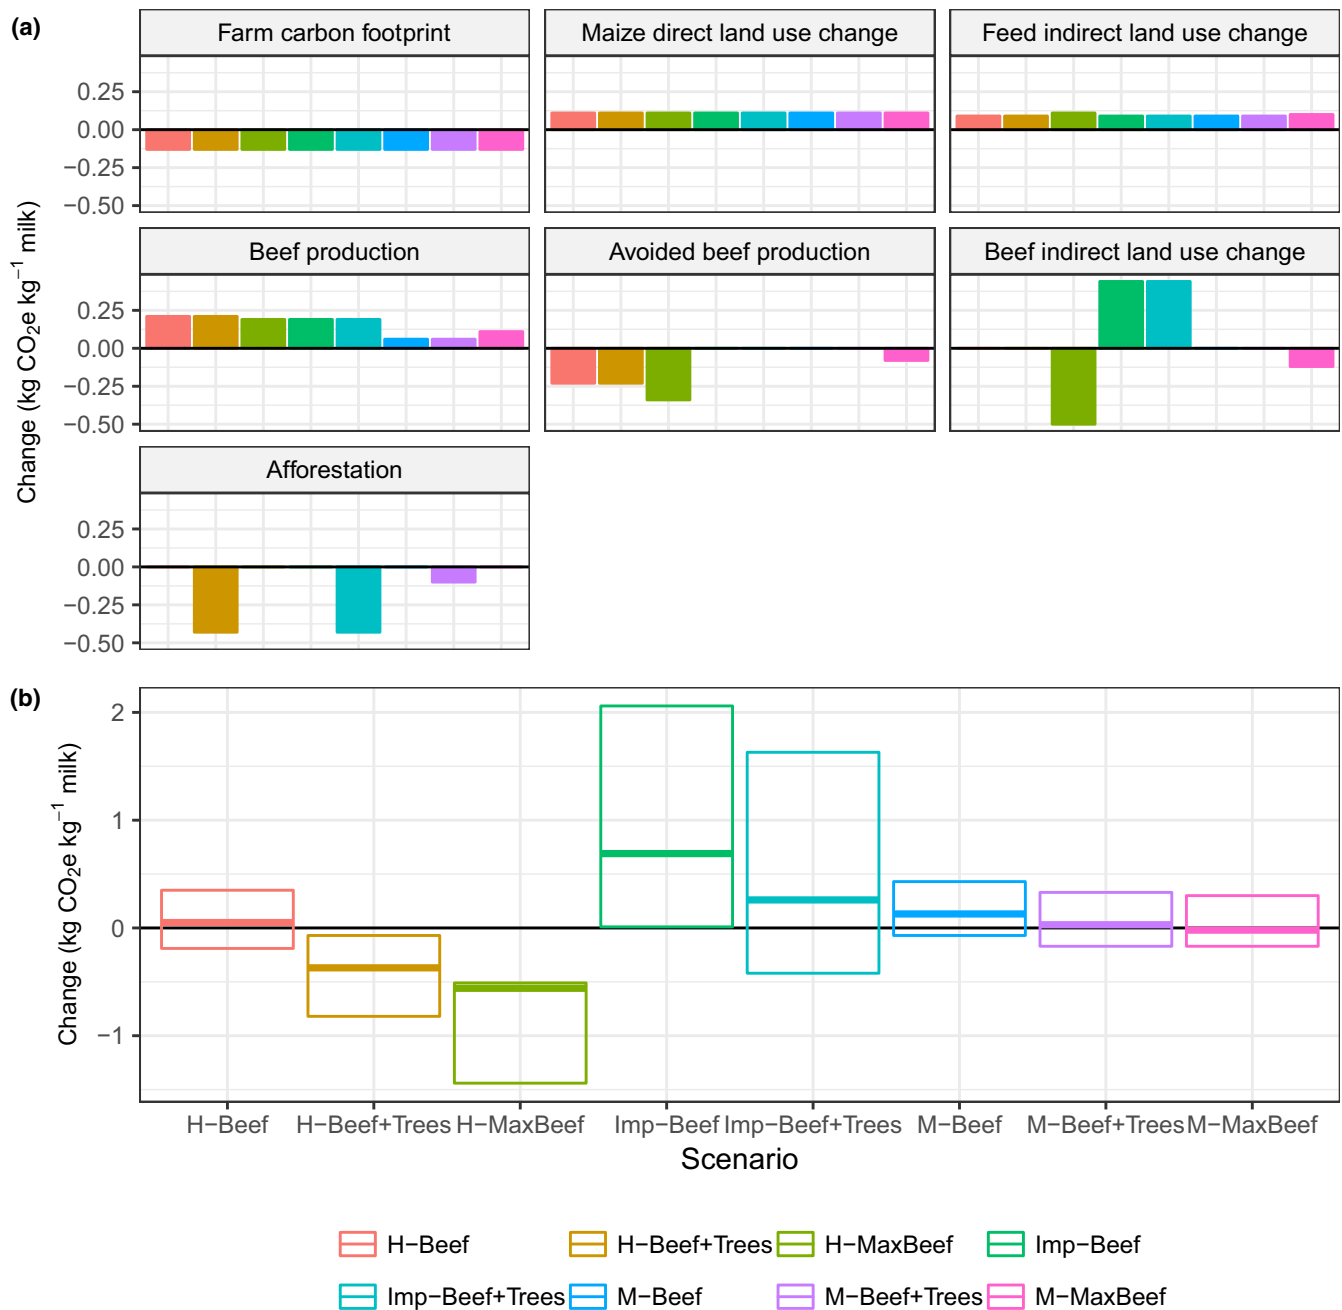 (a)
Farm carbon footprint
Maize direct land use change
Feed indirect land use change
0.25
0.00
−0.25
−0.50
Beef production
Avoided beef production
Beef indirect land use change
0.25
0.00
−0.25
−0.50
Afforestation
0.25
0.00
−0.25
−0.50
Change (kg CO₂e kg⁻¹ milk)
(b)
2
1
0
−1
Change (kg CO₂e kg⁻¹ milk)
H−Beef H−Beef+Trees H−MaxBeef Imp−Beef Imp−Beef+Trees M−Beef M−Beef+Trees M−MaxBeef
Scenario
H−Beef H−Beef+Trees H−MaxBeef Imp−Beef
Imp−Beef+Trees M−Beef M−Beef+Trees M−MaxBeef